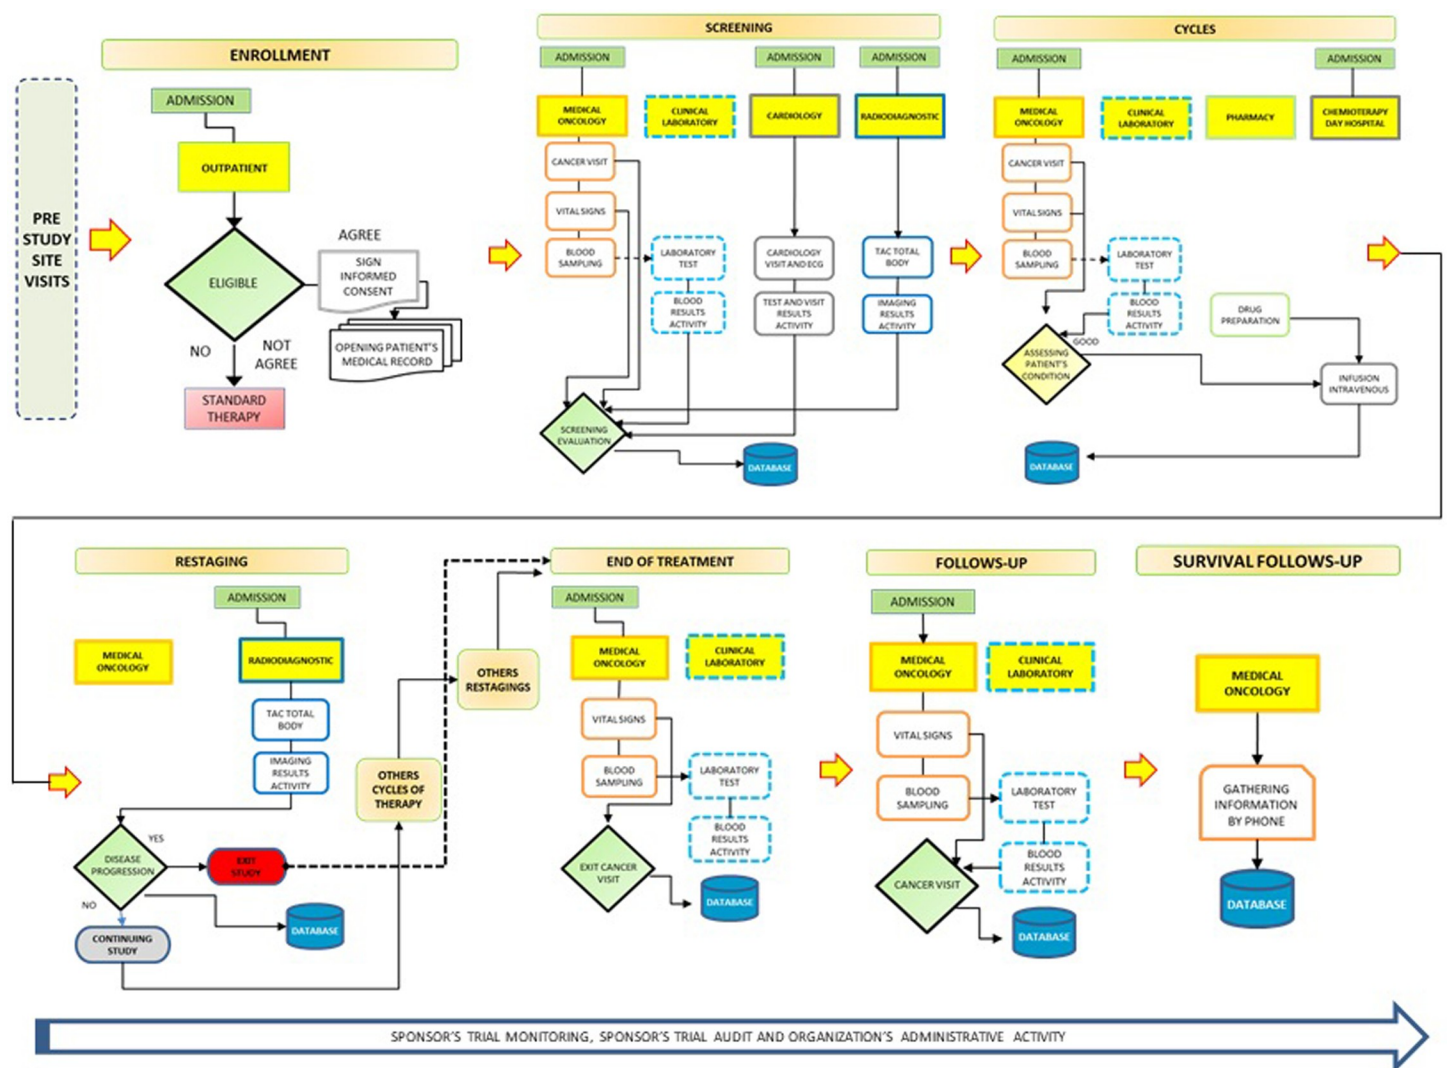 PRE
STUDY
SITE
VISITS
ENROLLMENT
ADMISSION
OUTPATIENT
ELIGIBLE
AGREE
SIGN
INFORMED
CONSENT
OPENING PATIENT'S
MEDICAL RECORD
NO
NOT
AGREE
STANDARD
THERAPY
SCREENING
ADMISSION
ADMISSION
ADMISSION
MEDICAL
ONCOLOGY
CLINICAL
LABORATORY
CARDIOLOGY
RADIODIAGNOSTIC
CANCER VISIT
VITAL SIGNS
BLOOD
SAMPLING
LABORATORY
TEST
BLOOD
RESULTS
ACTIVITY
CARDIOLOGY
VISIT AND ECG
TEST AND VISIT
RESULTS
ACTIVITY
TAC TOTAL
BODY
IMAGING
RESULTS
ACTIVITY
SCREENING
EVALUATION
DATABASE
CYCLES
ADMISSION
ADMISSION
MEDICAL
ONCOLOGY
CLINICAL
LABORATORY
PHARMACY
CHEMIOTERAPY
DAY HOSPITAL
CANCER VISIT
VITAL SIGNS
BLOOD
SAMPLING
LABORATORY
TEST
BLOOD
RESULTS
ACTIVITY
GOOD
ASSESSING
PATIENT'S
CONDITION
DRUG
PREPARATION
INFUSION
INTRAVENOUS
DATABASE
RESTAGING
ADMISSION
MEDICAL
ONCOLOGY
RADIODIAGNOSTIC
TAC TOTAL
BODY
IMAGING
RESULTS
ACTIVITY
DISEASE
PROGRESSION
YES
EXIT
STUDY
NO
CONTINUING
STUDY
DATABASE
OTHERS
CYCLES OF
THERAPY
OTHERS
RESTAGINGS
END OF TREATMENT
ADMISSION
MEDICAL
ONCOLOGY
CLINICAL
LABORATORY
VITAL SIGNS
BLOOD
SAMPLING
LABORATORY
TEST
BLOOD
RESULTS
ACTIVITY
EXIT CANCER
VISIT
DATABASE
FOLLOWS-UP
ADMISSION
MEDICAL
ONCOLOGY
CLINICAL
LABORATORY
VITAL SIGNS
BLOOD
SAMPLING
LABORATORY
TEST
BLOOD
RESULTS
ACTIVITY
CANCER VISIT
DATABASE
SURVIVAL FOLLOWS-UP
MEDICAL
ONCOLOGY
GATHERING
INFORMATION
BY PHONE
DATABASE
SPONSOR'S TRIAL MONITORING, SPONSOR'S TRIAL AUDIT AND ORGANIZATION'S ADMINISTRATIVE ACTIVITY